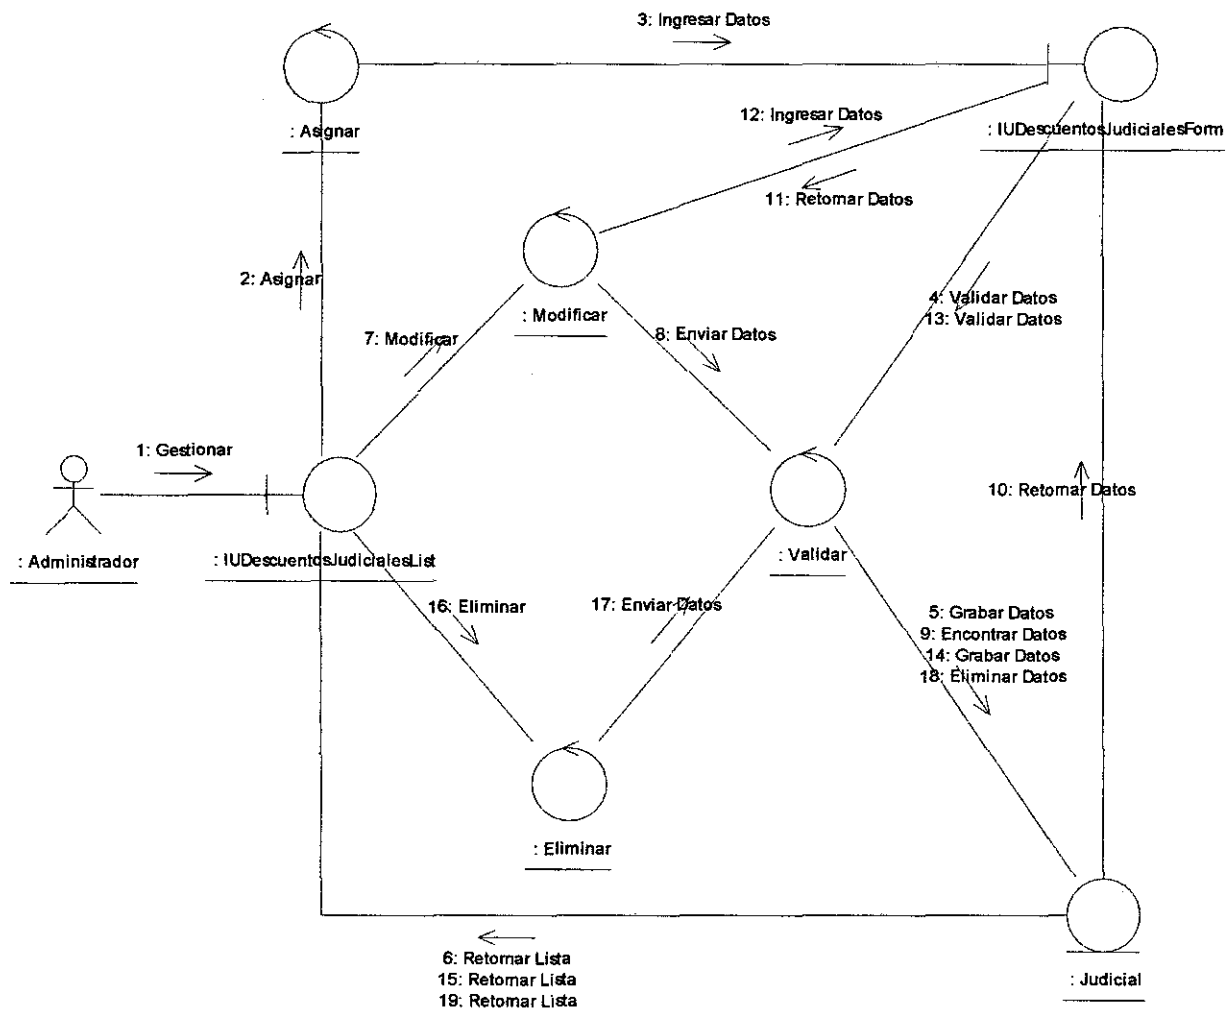 3: Ingresar Datos
: Asignar
12: Ingresar Datos
: IUDescuentosJudicialesForm
11: Retornar Datos
2: Asignar
: Modificar
4: Validar Datos
13: Validar Datos
7: Modificar
8: Enviar Datos
1: Gestionar
10: Retornar Datos
: Administrador
: IUDescuentosJudicialesList
: Validar
16: Eliminar
17: Enviar Datos
5: Grabar Datos
9: Encontrar Datos
14: Grabar Datos
18: Eliminar Datos
: Eliminar
6: Retornar Lista
15: Retornar Lista
19: Retornar Lista
: Judicial